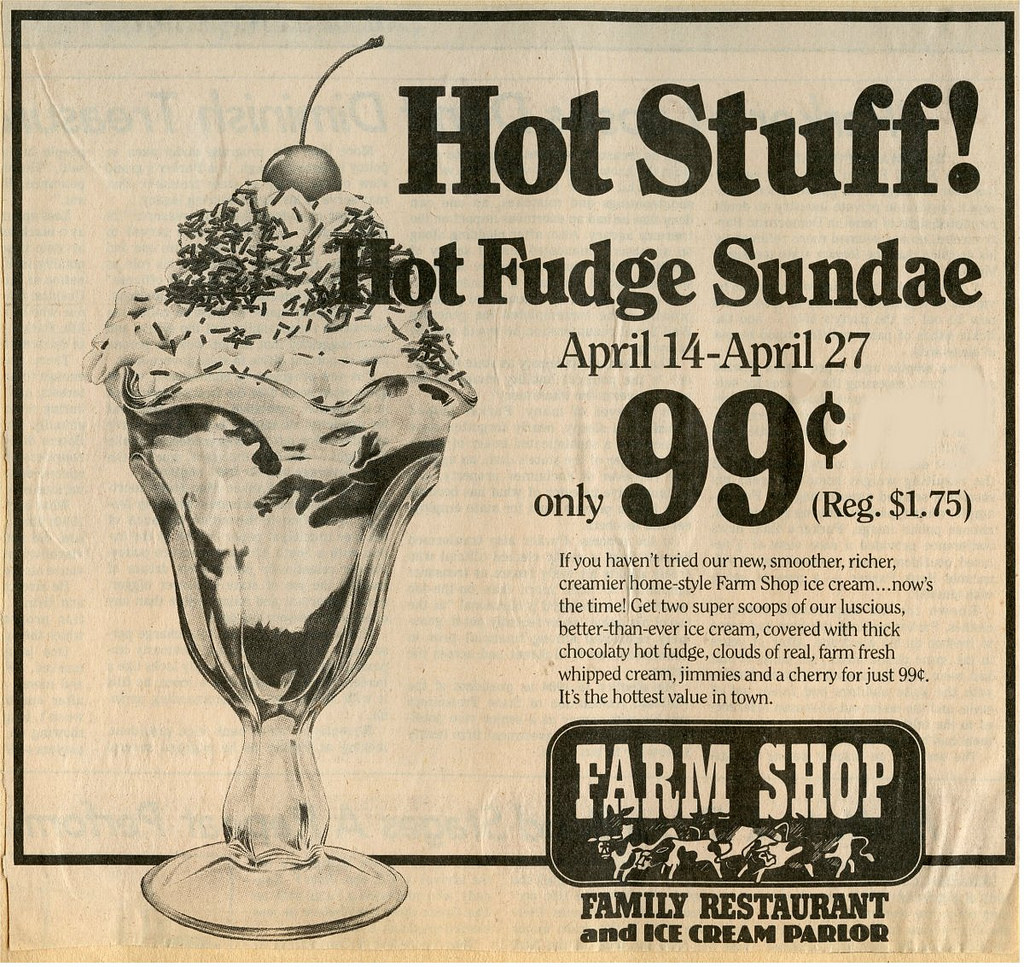 Hot Stuff!
Hot Fudge Sundae
April 14-April 27
only 99¢ (Reg. $1.75)
If you haven't tried our new, smoother, richer,
creamier home-style Farm Shop ice cream...now's
the time! Get two super scoops of our luscious,
better-than-ever ice cream, covered with thick
chocolaty hot fudge, clouds of real, farm fresh
whipped cream, jimmies and a cherry for just 99¢.
It's the hottest value in town.
FARM SHOP
FAMILY RESTAURANT
and ICE CREAM PARLOR